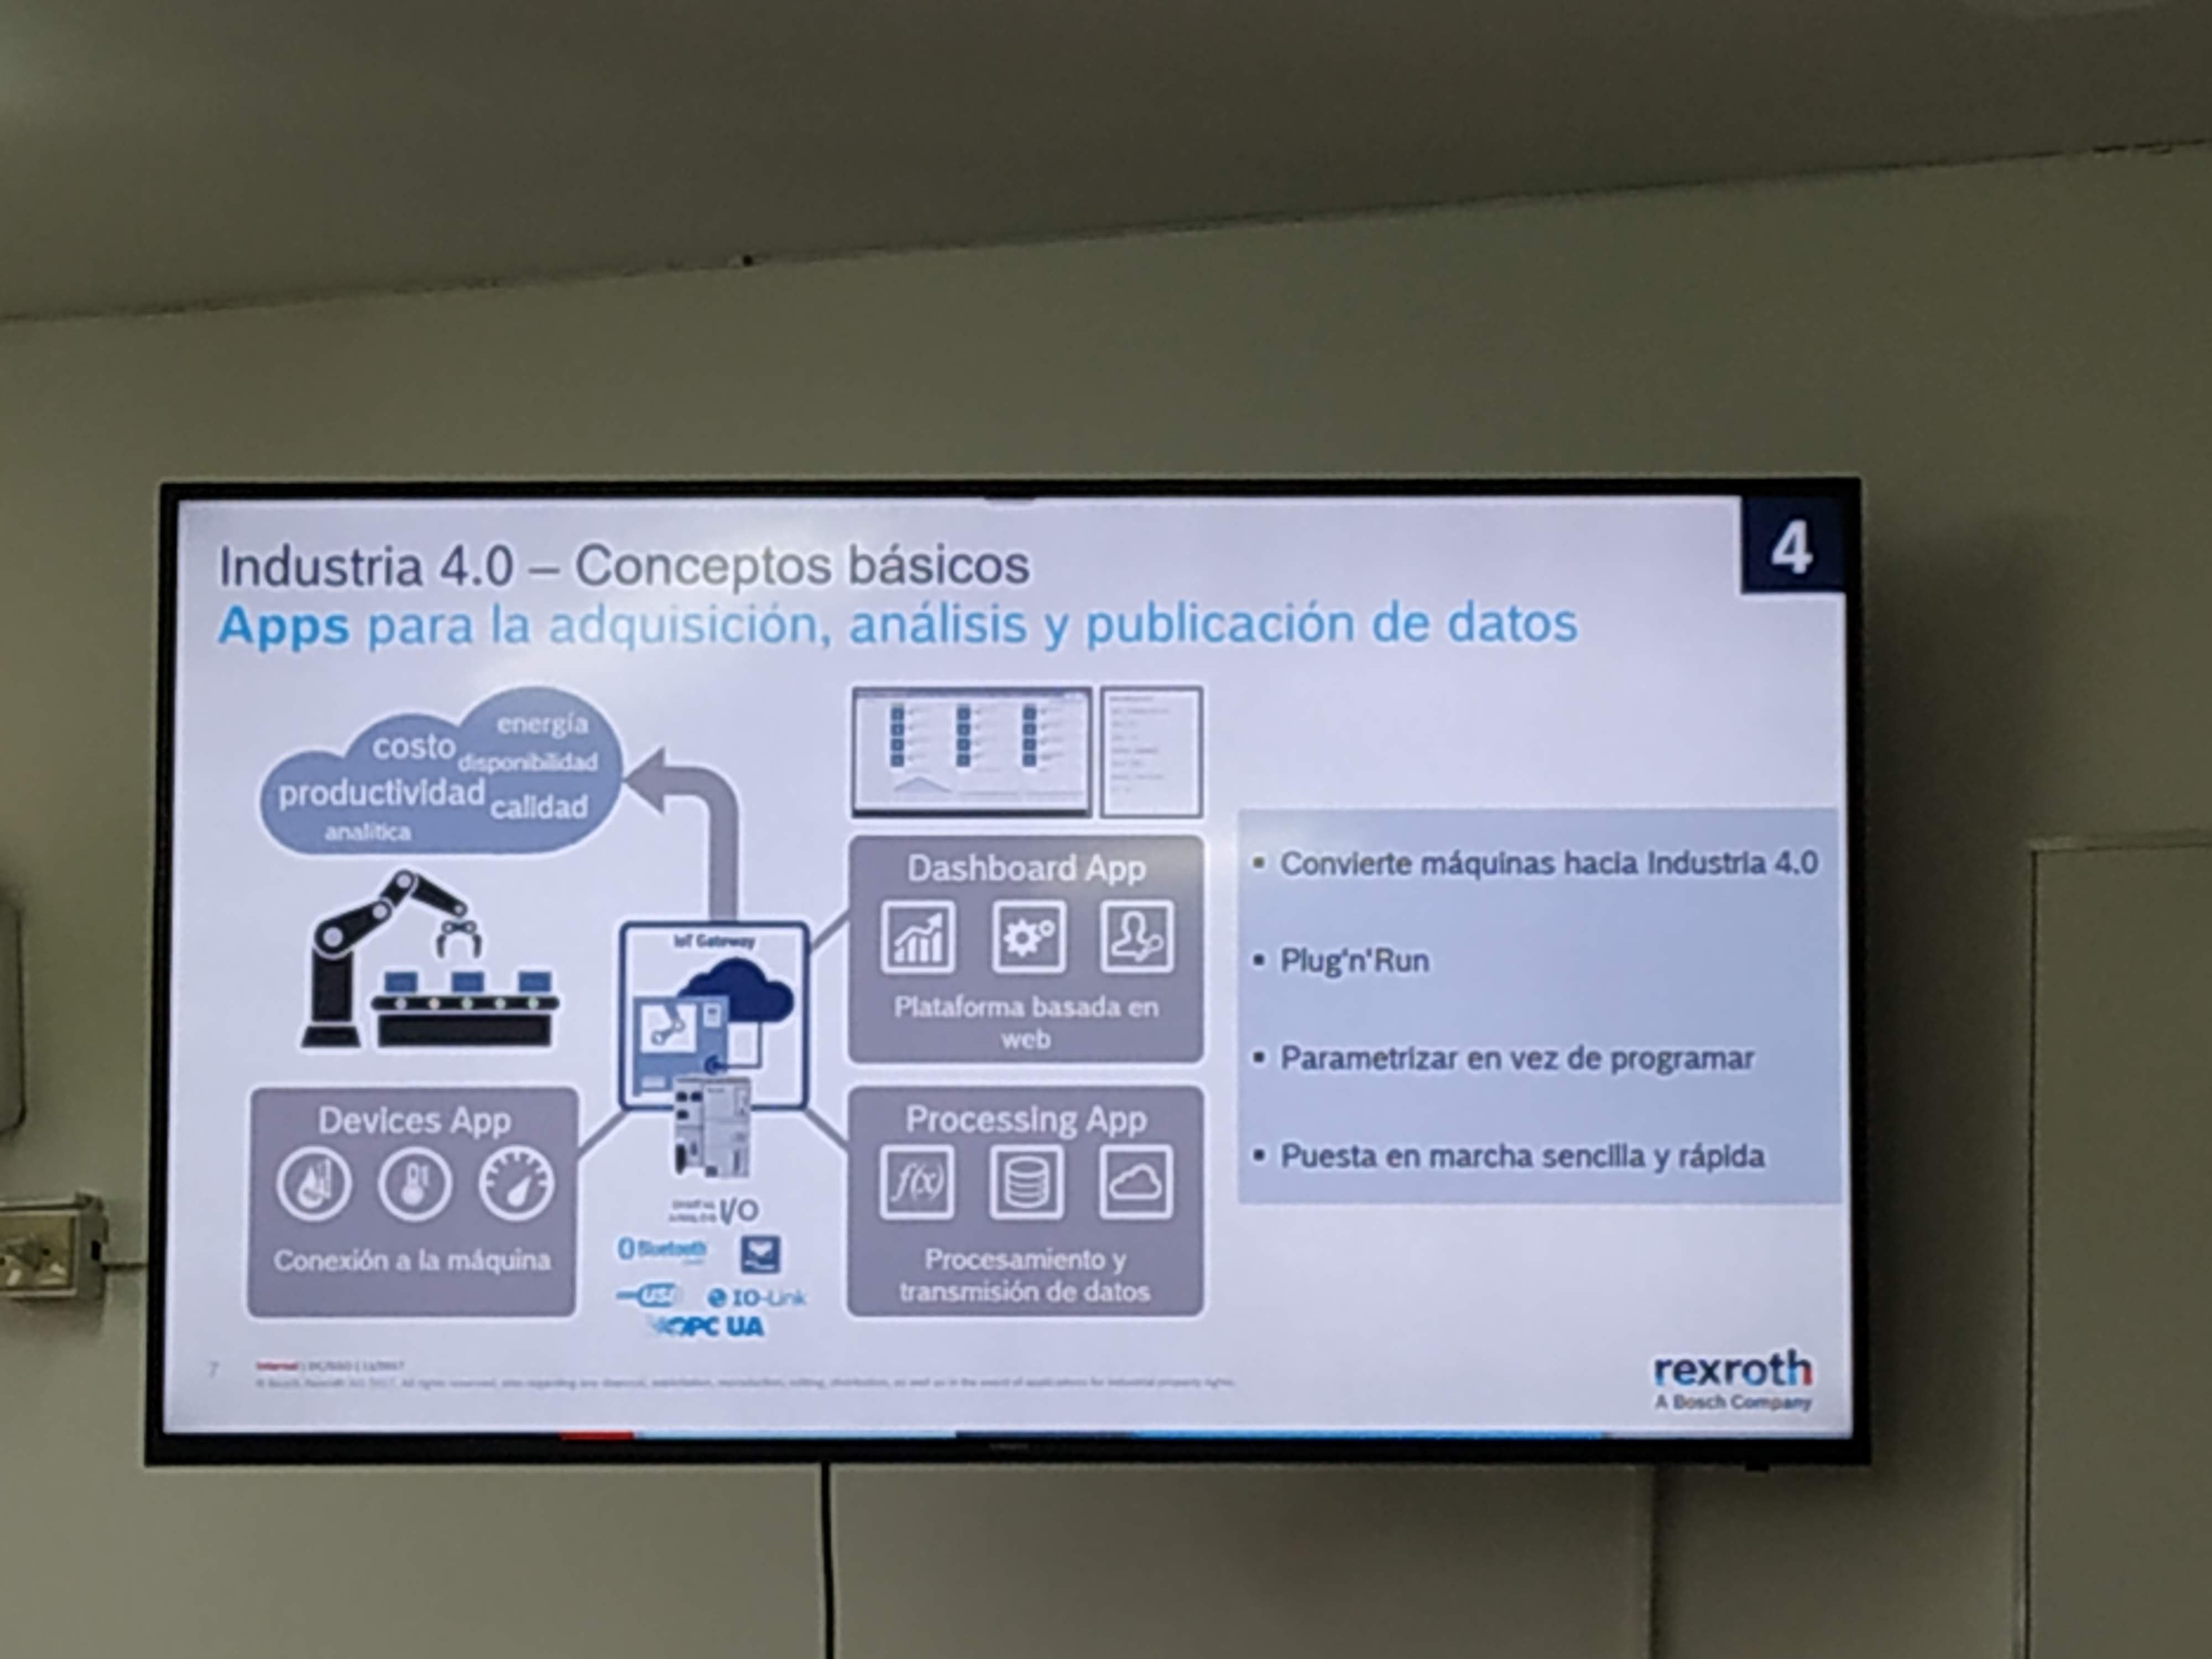 4
Industria 4.0 – Conceptos básicos
Apps para la adquisición, análisis y publicación de datos
energía
costo
disponibilidad
productividad
calidad
analítica
IoT Gateway
Dashboard App
Plataforma basada en
web
Devices App
Conexión a la máquina
Processing App
Procesamiento y
transmisión de datos
I/O
Bluetooth
USB
IO-Link
OPC UA
▪ Convierte máquinas hacia Industria 4.0
▪ Plug'n'Run
▪ Parametrizar en vez de programar
▪ Puesta en marcha sencilla y rápida
7
Internal
rexroth
A Bosch Company